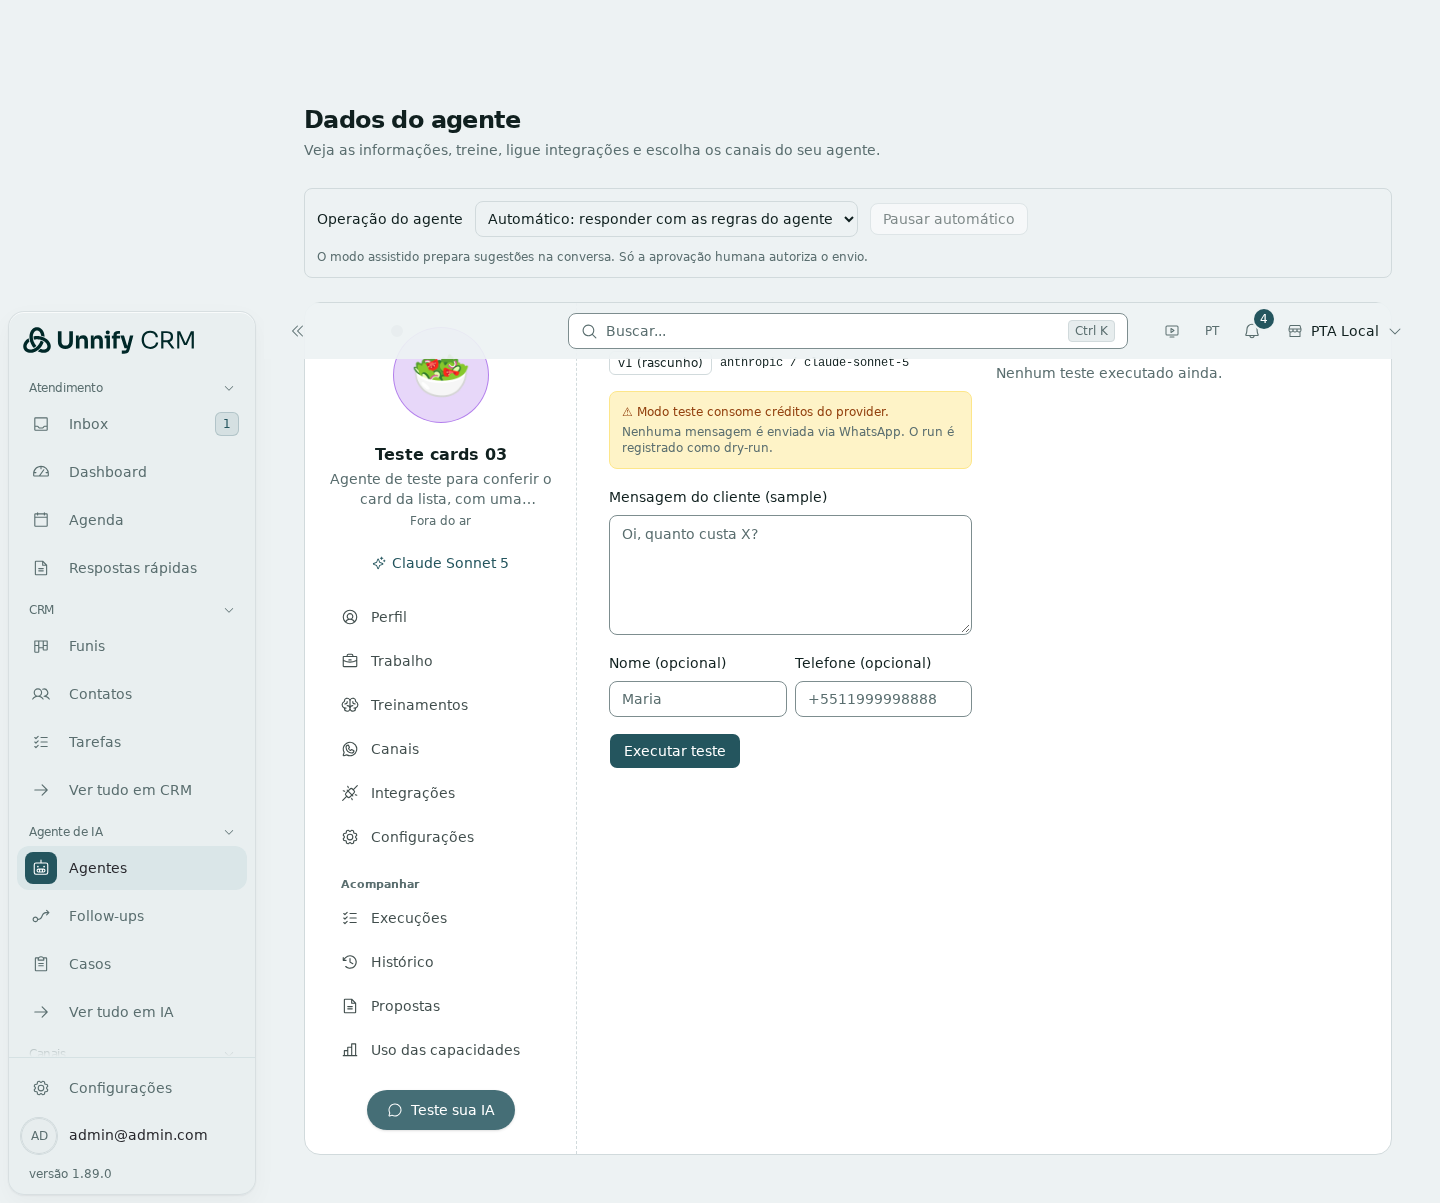 Dados do agente
Veja as informações, treine, ligue integrações e escolha os canais do seu agente.
Operação do agente
Automático: responder com as regras do agente
Pausar automático
O modo assistido prepara sugestões na conversa. Só a aprovação humana autoriza o envio.
Unnify CRM
Buscar...
Ctrl K
PT
4
PTA Local
Atendimento
Inbox
1
Dashboard
Agenda
Respostas rápidas
CRM
Funis
Contatos
Tarefas
Ver tudo em CRM
Agente de IA
Agentes
Follow-ups
Casos
Ver tudo em IA
Canais
Configurações
AD
admin@admin.com
versão 1.89.0
Teste cards 03
Agente de teste para conferir o
card da lista, com uma...
Fora do ar
Claude Sonnet 5
Perfil
Trabalho
Treinamentos
Canais
Integrações
Configurações
Acompanhar
Execuções
Histórico
Propostas
Uso das capacidades
Teste sua IA
v1 (rascunho)
anthropic / claude-sonnet-5
⚠ Modo teste consome créditos do provider.
Nenhuma mensagem é enviada via WhatsApp. O run é
registrado como dry-run.
Mensagem do cliente (sample)
Oi, quanto custa X?
Nome (opcional)
Telefone (opcional)
Maria
+5511999998888
Executar teste
Nenhum teste executado ainda.